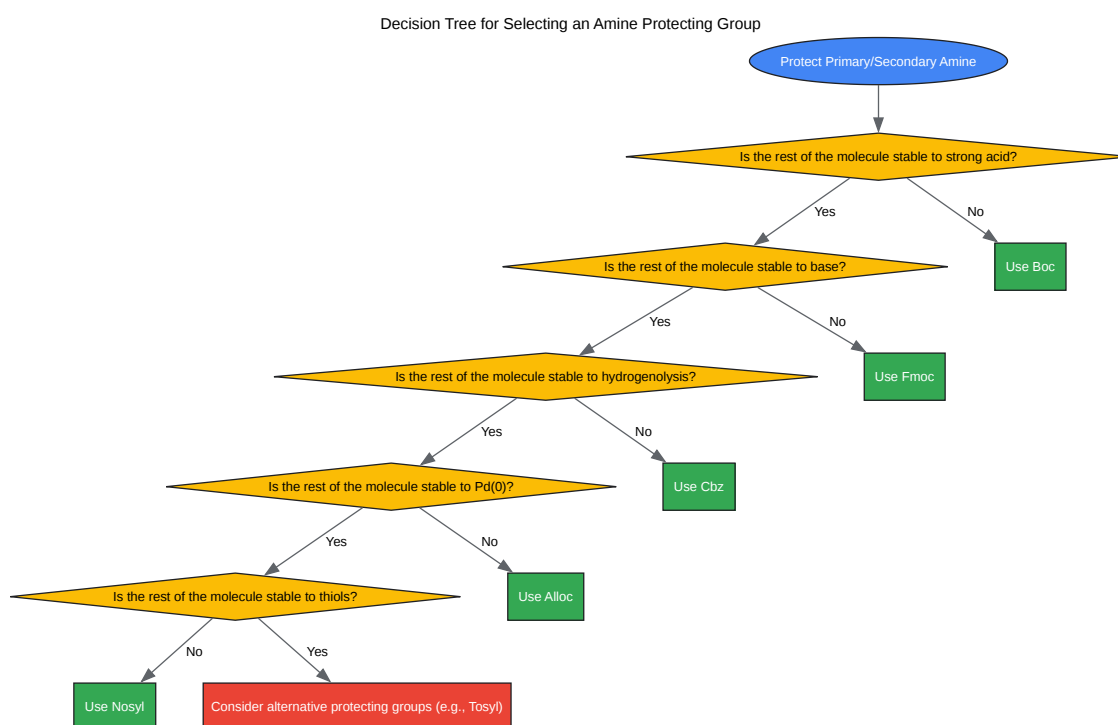 Decision Tree for Selecting an Amine Protecting Group
Protect Primary/Secondary Amine
Is the rest of the molecule stable to strong acid?
Yes
No
Is the rest of the molecule stable to base?
Use Boc
Yes
No
Is the rest of the molecule stable to hydrogenolysis?
Use Fmoc
Yes
No
Is the rest of the molecule stable to Pd(0)?
Use Cbz
Yes
No
Is the rest of the molecule stable to thiols?
Use Alloc
No
Yes
Use Nosyl
Consider alternative protecting groups (e.g., Tosyl)